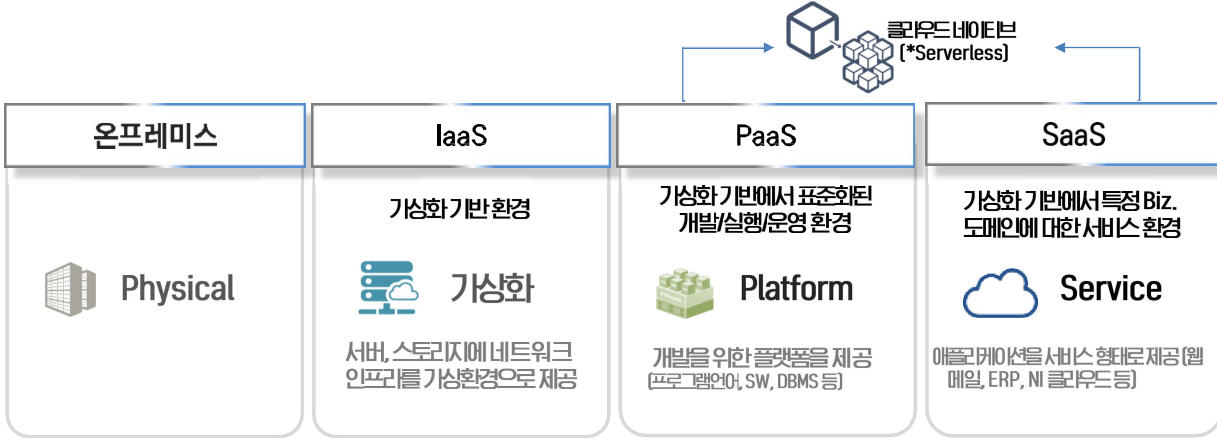 클라우드 네이티브
(*Serverless)
온프레미스
IaaS
PaaS
SaaS
가상화 기반 환경
가상화 기반에서 표준화된
개발/실행/운영 환경
가상화 기반에서 특정 Biz.
도메인에 대한 서비스 환경
Physical
가상화
Platform
Service
서버, 스토리지에 네트워크
인프라를 가상환경으로 제공
개발을 위한 플랫폼을 제공
(프로그램언어, SW, DBMS 등)
애플리케이션을 서비스 형태로 제공 (웹
메일, ERP, NI 클라우드 등)